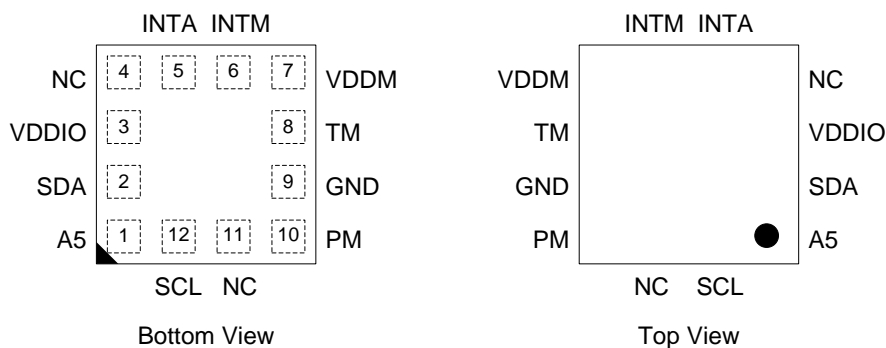 INTA INTM
INTM INTA
NC 4 5 6 7 VDDM
VDDM NC
VDDIO 3 8 TM
TM VDDIO
SDA 2 9 GND
GND SDA
A5 1 12 11 10 PM
PM A5
SCL NC
NC SCL
Bottom View
Top View